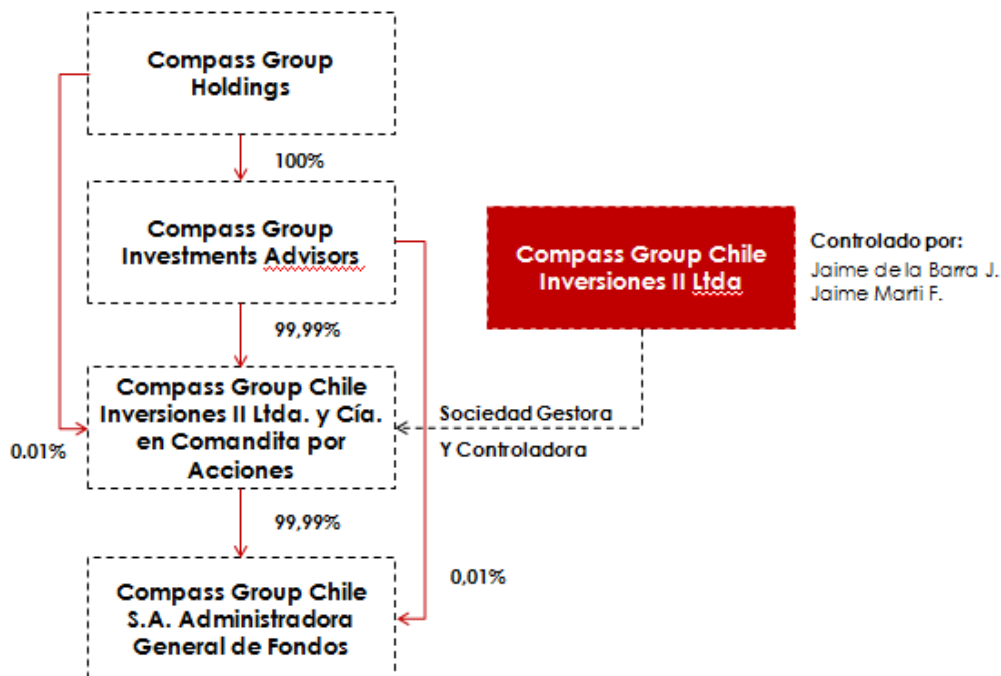 Compass Group
Holdings
100%
Compass Group
Investments Advisors
Compass Group Chile
Inversiones II Ltda
Controlado por:
Jaime de la Barra J.
Jaime Marti F.
99,99%
Compass Group Chile
Inversiones II Ltda. y Cía.
en Comandita por
Acciones
Sociedad Gestora
Y Controladora
0.01%
99,99%
0,01%
Compass Group Chile
S.A. Administradora
General de Fondos